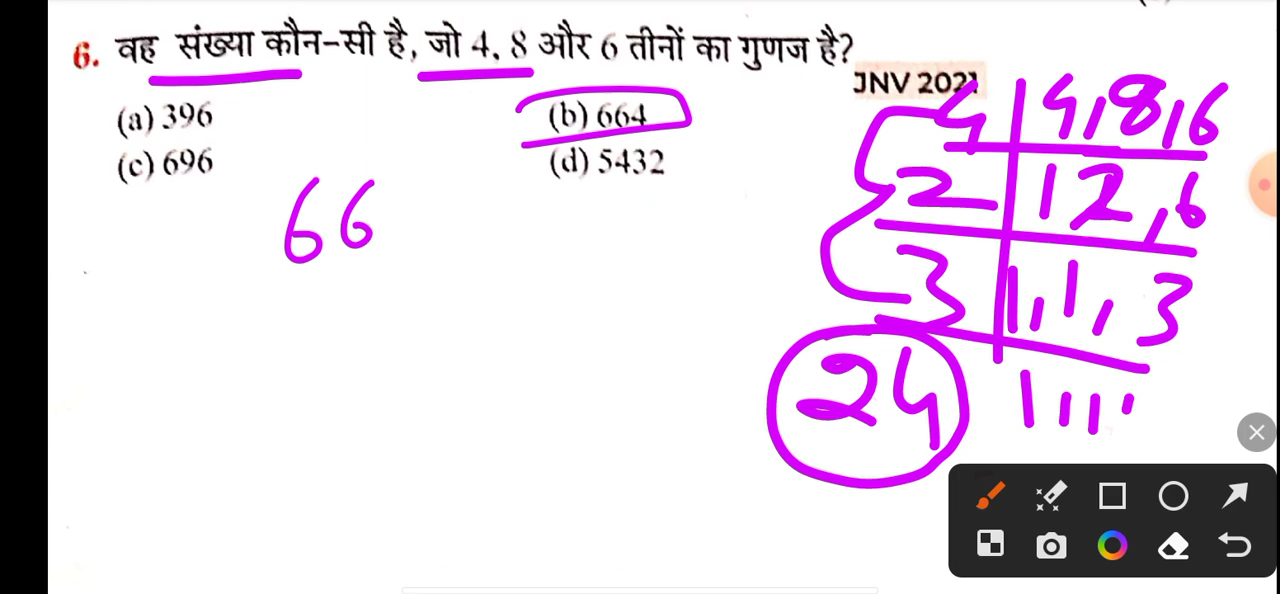 6. वह संख्या कौन-सी है, जो 4, 8 और 6 तीनों का गुणज है?
JNV 2021
(a) 396
(b) 664
(c) 696
(d) 5432
66
4 | 4, 8, 6
2 | 1 2, 6
3 | 1, 1, 3
24
1 1 1